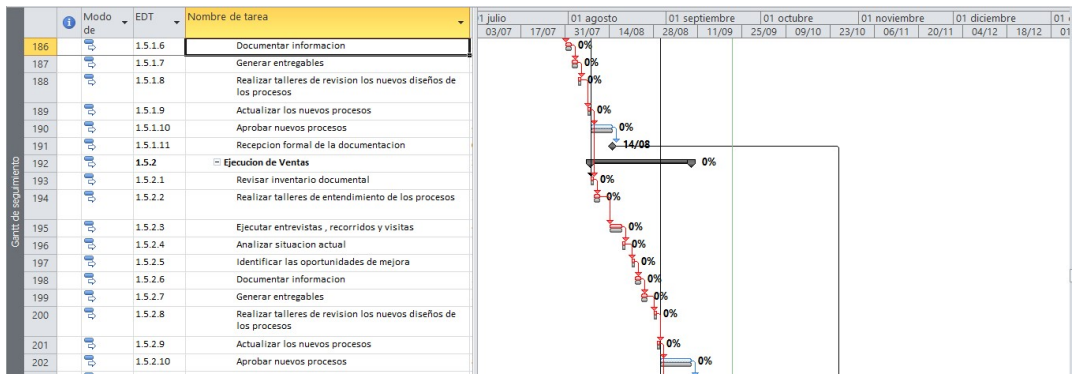 Modo de EDT Nombre de tarea
1 julio 01 agosto 01 septiembre 01 octubre 01 noviembre 01 diciembre 01
03/07 17/07 31/07 14/08 28/08 11/09 25/09 09/10 23/10 06/11 20/11 04/12 18/12 01
Gantt de seguimiento
186 1.5.1.6 Documentar informacion 0%
187 1.5.1.7 Generar entregables 0%
188 1.5.1.8 Realizar talleres de revision los nuevos diseños de 0%
los procesos
189 1.5.1.9 Actualizar los nuevos procesos 0%
190 1.5.1.10 Aprobar nuevos procesos 0%
191 1.5.1.11 Recepcion formal de la documentacion 14/08
192 1.5.2 Ejecucion de Ventas 0%
193 1.5.2.1 Revisar inventario documental 0%
194 1.5.2.2 Realizar talleres de entendimiento de los procesos 0%
195 1.5.2.3 Ejecutar entrevistas , recorridos y visitas 0%
196 1.5.2.4 Analizar situacion actual 0%
197 1.5.2.5 Identificar las oportunidades de mejora 0%
198 1.5.2.6 Documentar informacion 0%
199 1.5.2.7 Generar entregables 0%
200 1.5.2.8 Realizar talleres de revision los nuevos diseños de 0%
los procesos
201 1.5.2.9 Actualizar los nuevos procesos 0%
202 1.5.2.10 Aprobar nuevos procesos 0%